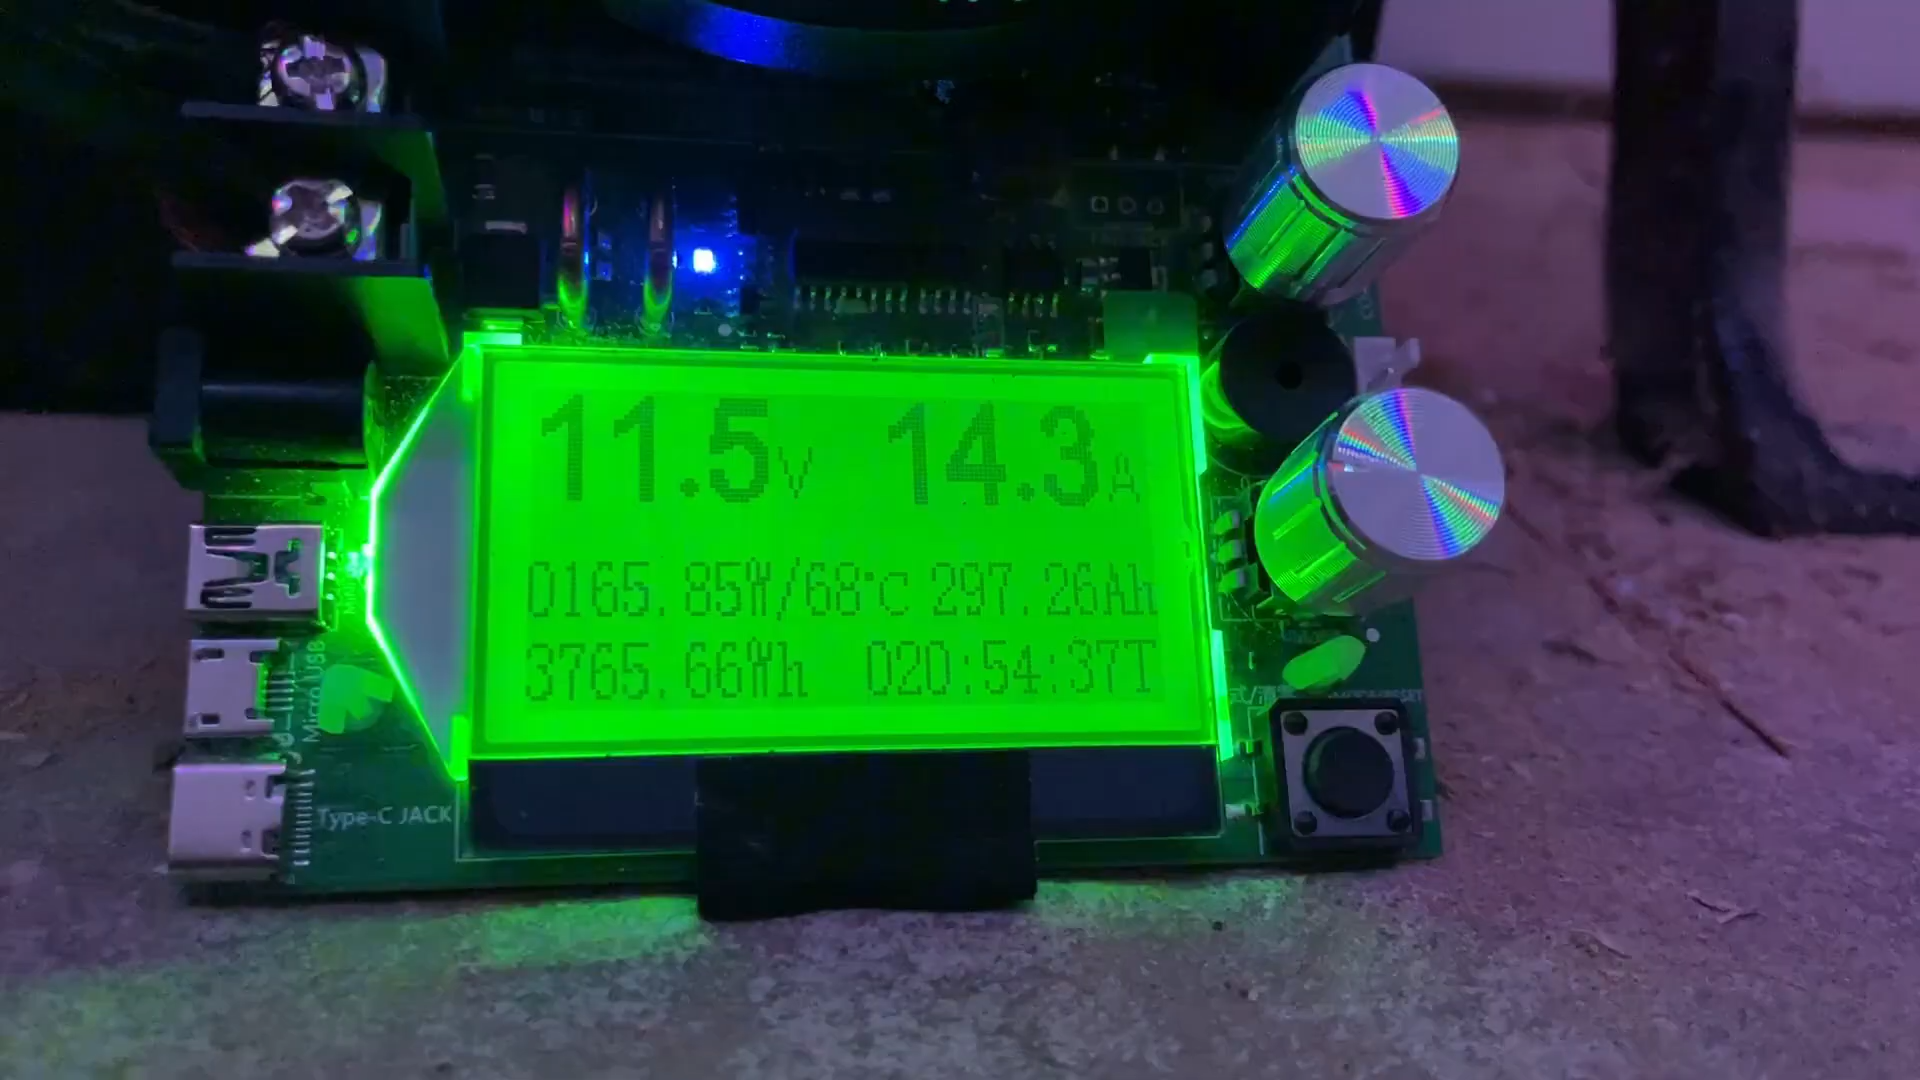 11.5V 14.3A
0165.85W/68°C 297.26Ah
3765.66Wh 020:54:37T
Micro USB
Type-C JACK